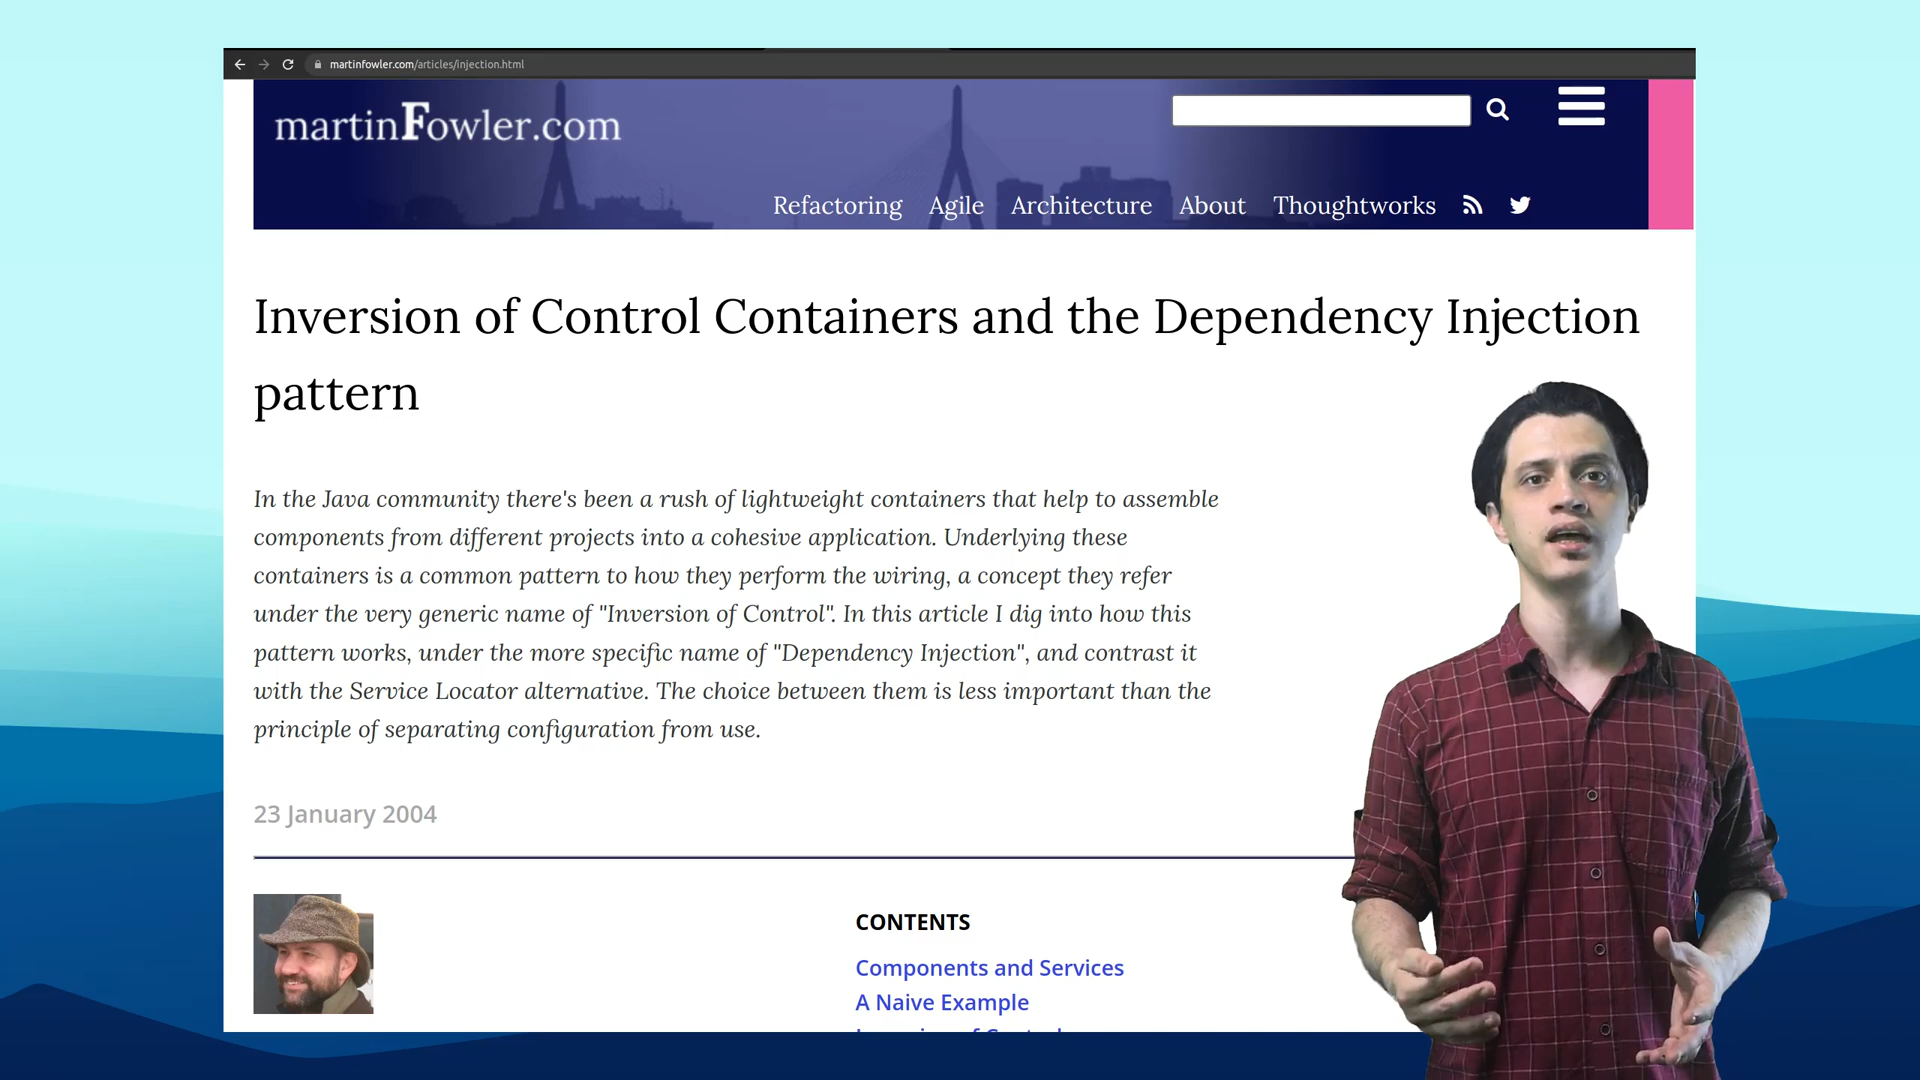 martinfowler.com/articles/injection.html
martinFowler.com
Refactoring Agile Architecture About Thoughtworks
Inversion of Control Containers and the Dependency Injection
pattern
In the Java community there's been a rush of lightweight containers that help to assemble
components from different projects into a cohesive application. Underlying these
containers is a common pattern to how they perform the wiring, a concept they refer
under the very generic name of "Inversion of Control". In this article I dig into how this
pattern works, under the more specific name of "Dependency Injection", and contrast it
with the Service Locator alternative. The choice between them is less important than the
principle of separating configuration from use.
23 January 2004
CONTENTS
Components and Services
A Naive Example